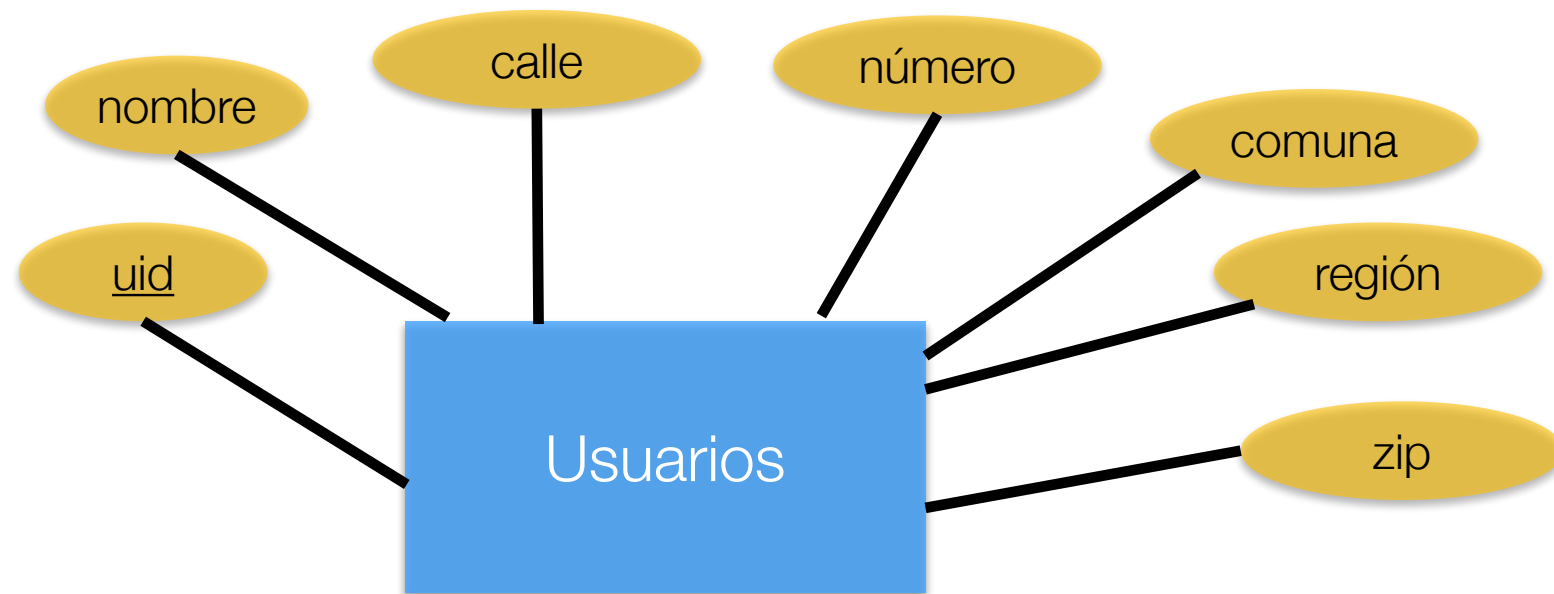 calle
número
nombre
comuna
región
uid
Usuarios
zip